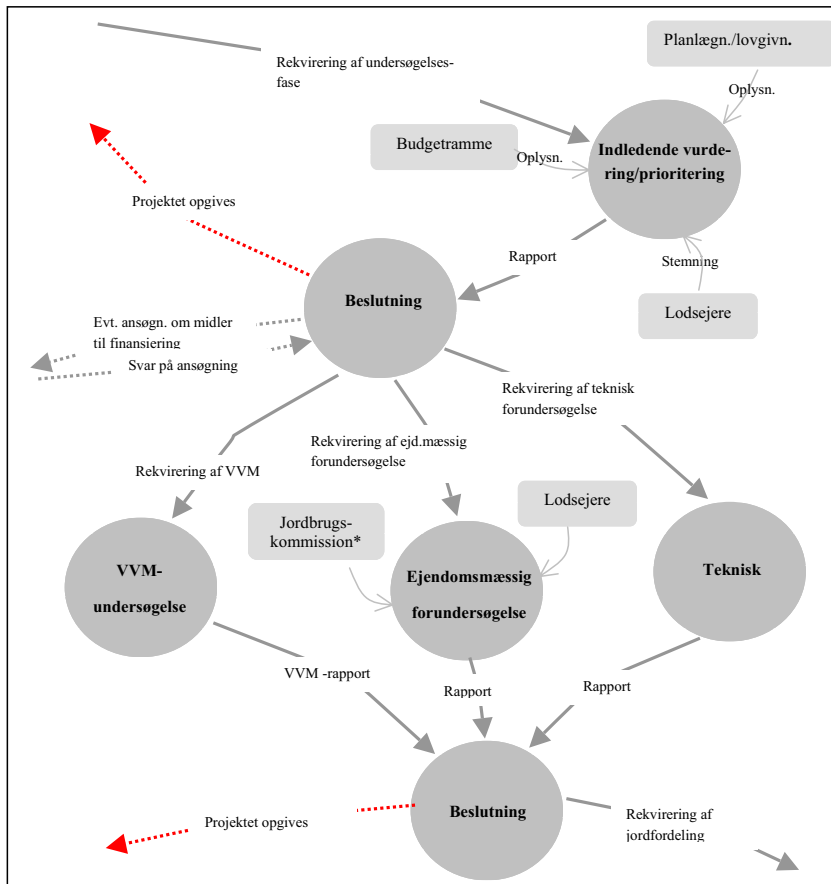 Planlægn./lovgivn.
Rekvirering af undersøgelses-
fase
Oplysn.
Budgetramme
Oplysn.
Indledende vurde-
ring/prioritering
Projektet opgives
Rapport
Stemning
Lodsejere
Beslutning
Evt. ansøgn. om midler
til finansiering
Svar på ansøgning
Rekvirering af teknisk
forundersøgelse
Rekvirering af ejd.mæssig
forundersøgelse
Rekvirering af VVM
Lodsejere
Jordbrugs-
kommission*
VVM-
undersøgelse
Ejendomsmæssig
forundersøgelse
Teknisk
VVM -rapport
Rapport
Rapport
Beslutning
Projektet opgives
Rekvirering af
jordfordeling